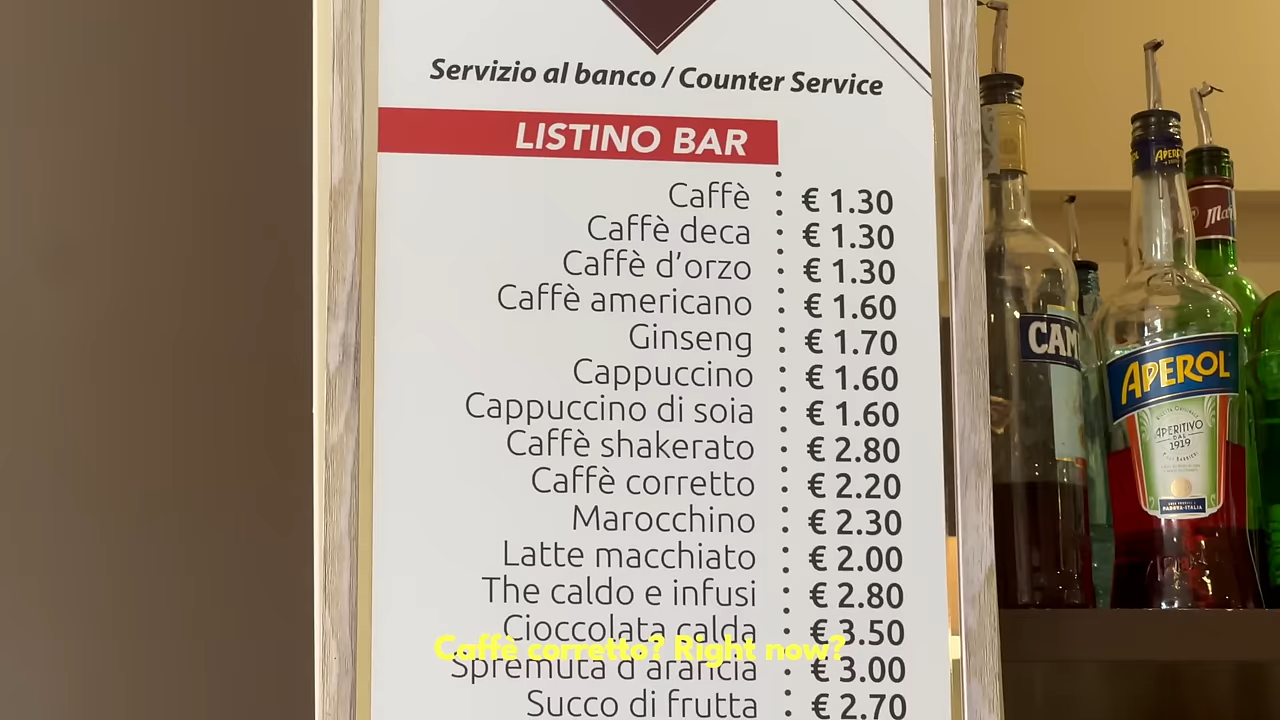 Servizio al banco / Counter Service
LISTINO BAR
Caffè € 1.30
Caffè deca € 1.30
Caffè d'orzo € 1.30
Caffè americano € 1.60
Ginseng € 1.70
Cappuccino € 1.60
Cappuccino di soia € 1.60
Caffè shakerato € 2.80
Caffè corretto € 2.20
Marocchino € 2.30
Latte macchiato € 2.00
The caldo e infusi € 2.80
Cioccolata calda € 3.50
Caffè corretto? Right now?
Spremuta d'arancia € 3.00
Succo di frutta € 2.70
CAM
APEROL
APERITIVO
DAL
1919
PADOVA-ITALIA